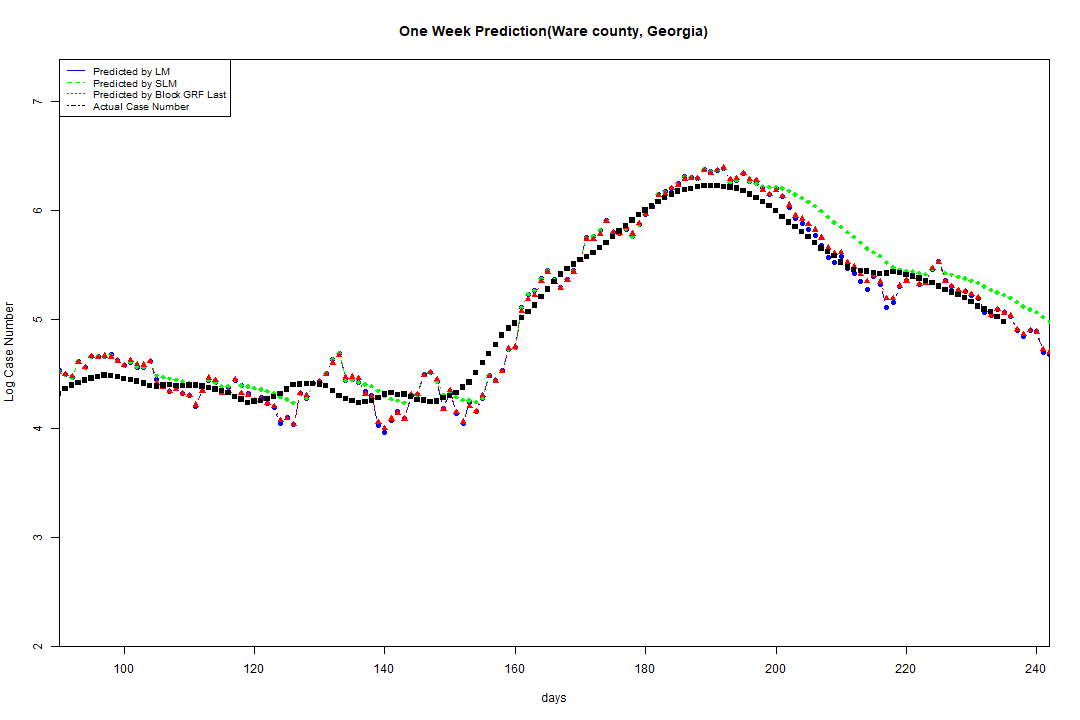 One Week Prediction(Ware county, Georgia)
Predicted by LM
Predicted by SLM
Predicted by Block GRF Last
Actual Case Number
7
6
5
4
3
2
Log Case Number
100 120 140 160 180 200 220 240
days